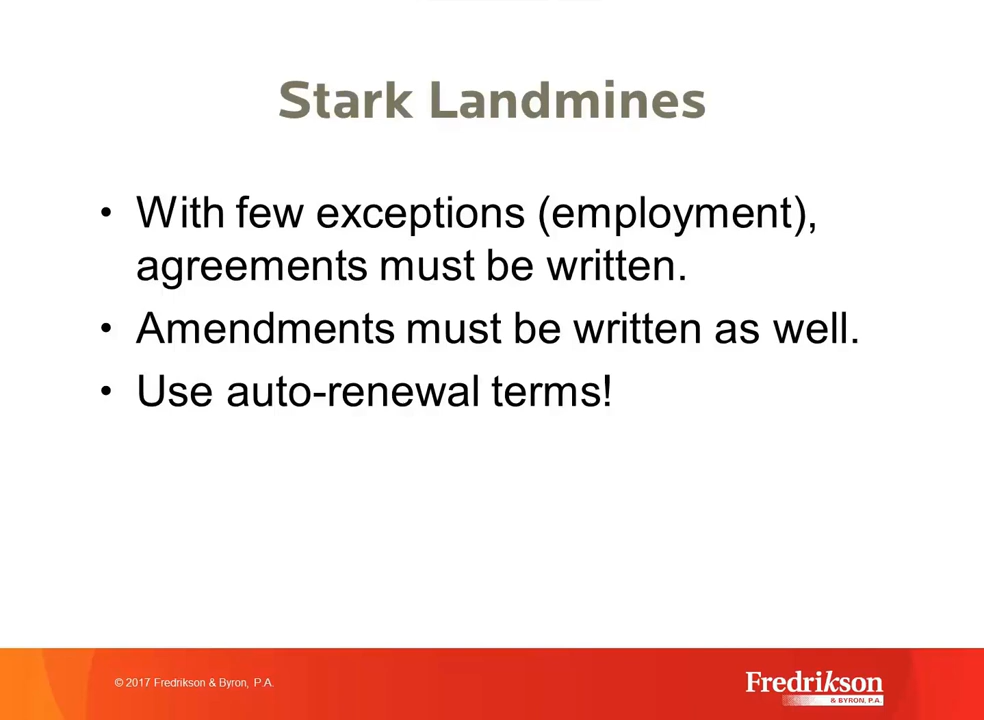 Stark Landmines
• With few exceptions (employment),
agreements must be written.
• Amendments must be written as well.
• Use auto-renewal terms!
© 2017 Fredrikson & Byron, P.A.
Fredrikson
& BYRON, P.A.